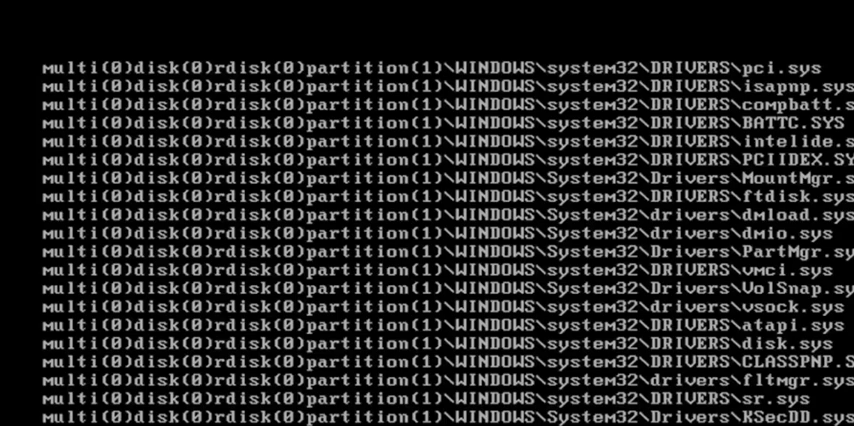 multi(0)disk(0)rdisk(0)partition(1)\WINDOWS\system32\DRIVERS\pci.sys
multi(0)disk(0)rdisk(0)partition(1)\WINDOWS\system32\DRIVERS\isapnp.sys
multi(0)disk(0)rdisk(0)partition(1)\WINDOWS\system32\DRIVERS\compbatt.s
multi(0)disk(0)rdisk(0)partition(1)\WINDOWS\system32\DRIVERS\BATTC.SYS
multi(0)disk(0)rdisk(0)partition(1)\WINDOWS\system32\DRIVERS\intelide.s
multi(0)disk(0)rdisk(0)partition(1)\WINDOWS\system32\DRIVERS\PCIIDEX.SY
multi(0)disk(0)rdisk(0)partition(1)\WINDOWS\System32\Drivers\MountMgr.s
multi(0)disk(0)rdisk(0)partition(1)\WINDOWS\system32\DRIVERS\ftdisk.sys
multi(0)disk(0)rdisk(0)partition(1)\WINDOWS\System32\drivers\dmload.sys
multi(0)disk(0)rdisk(0)partition(1)\WINDOWS\System32\drivers\dmio.sys
multi(0)disk(0)rdisk(0)partition(1)\WINDOWS\System32\Drivers\PartMgr.sy
multi(0)disk(0)rdisk(0)partition(1)\WINDOWS\system32\DRIVERS\vmci.sys
multi(0)disk(0)rdisk(0)partition(1)\WINDOWS\System32\Drivers\VolSnap.sy
multi(0)disk(0)rdisk(0)partition(1)\WINDOWS\system32\drivers\vsock.sys
multi(0)disk(0)rdisk(0)partition(1)\WINDOWS\system32\DRIVERS\atapi.sys
multi(0)disk(0)rdisk(0)partition(1)\WINDOWS\system32\DRIVERS\disk.sys
multi(0)disk(0)rdisk(0)partition(1)\WINDOWS\system32\DRIVERS\CLASSPNP.S
multi(0)disk(0)rdisk(0)partition(1)\WINDOWS\system32\drivers\fltmgr.sys
multi(0)disk(0)rdisk(0)partition(1)\WINDOWS\system32\DRIVERS\sr.sys
multi(0)disk(0)rdisk(0)partition(1)\WINDOWS\System32\Drivers\KSecDD.sys